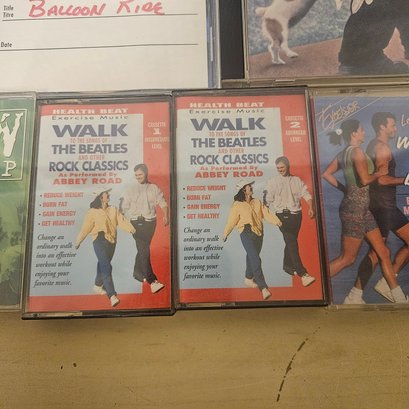 Title
Titre
BALLOON RIDE
Date
W
P
HEALTH BEAT
Exercise Music
WALK
CASSETTE
1
LEVEL
TO THE SONGS OF
THE BEATLES
AND OTHER
ROCK CLASSICS
As Performed By
ABBEY ROAD
• REDUCE WEIGHT
• BURN FAT
• GAIN ENERGY
• GET HEALTHY
Change an
ordinary walk
into an effective
workout while
enjoying your
favorite music.
HEALTH BEAT
Exercise Music
WALK
CASSETTE
2
ADVANCED
LEVEL
TO THE SONGS OF
THE BEATLES
AND OTHER
ROCK CLASSICS
As Performed By
ABBEY ROAD
• REDUCE WEIGHT
• BURN FAT
• GAIN ENERGY
• GET HEALTHY
Change an
ordinary walk
into an effective
workout while
enjoying your
favorite music.